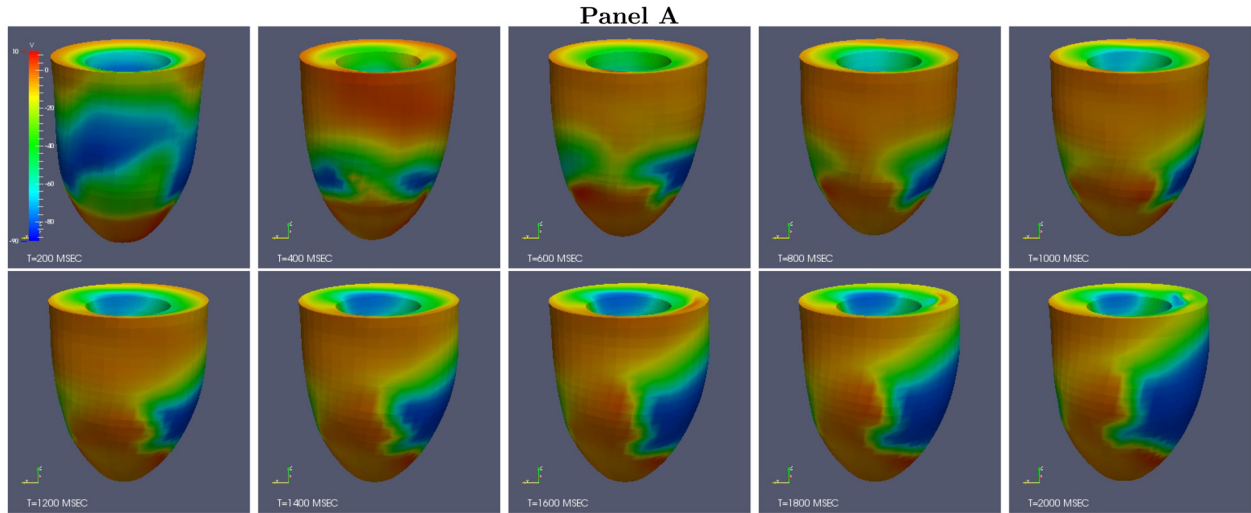 Panel A
V
10
0
-20
-40
-60
-80
-90
T=200 MSEC
T=400 MSEC
T=600 MSEC
T=800 MSEC
T=1000 MSEC
T=1200 MSEC
T=1400 MSEC
T=1600 MSEC
T=1800 MSEC
T=2000 MSEC